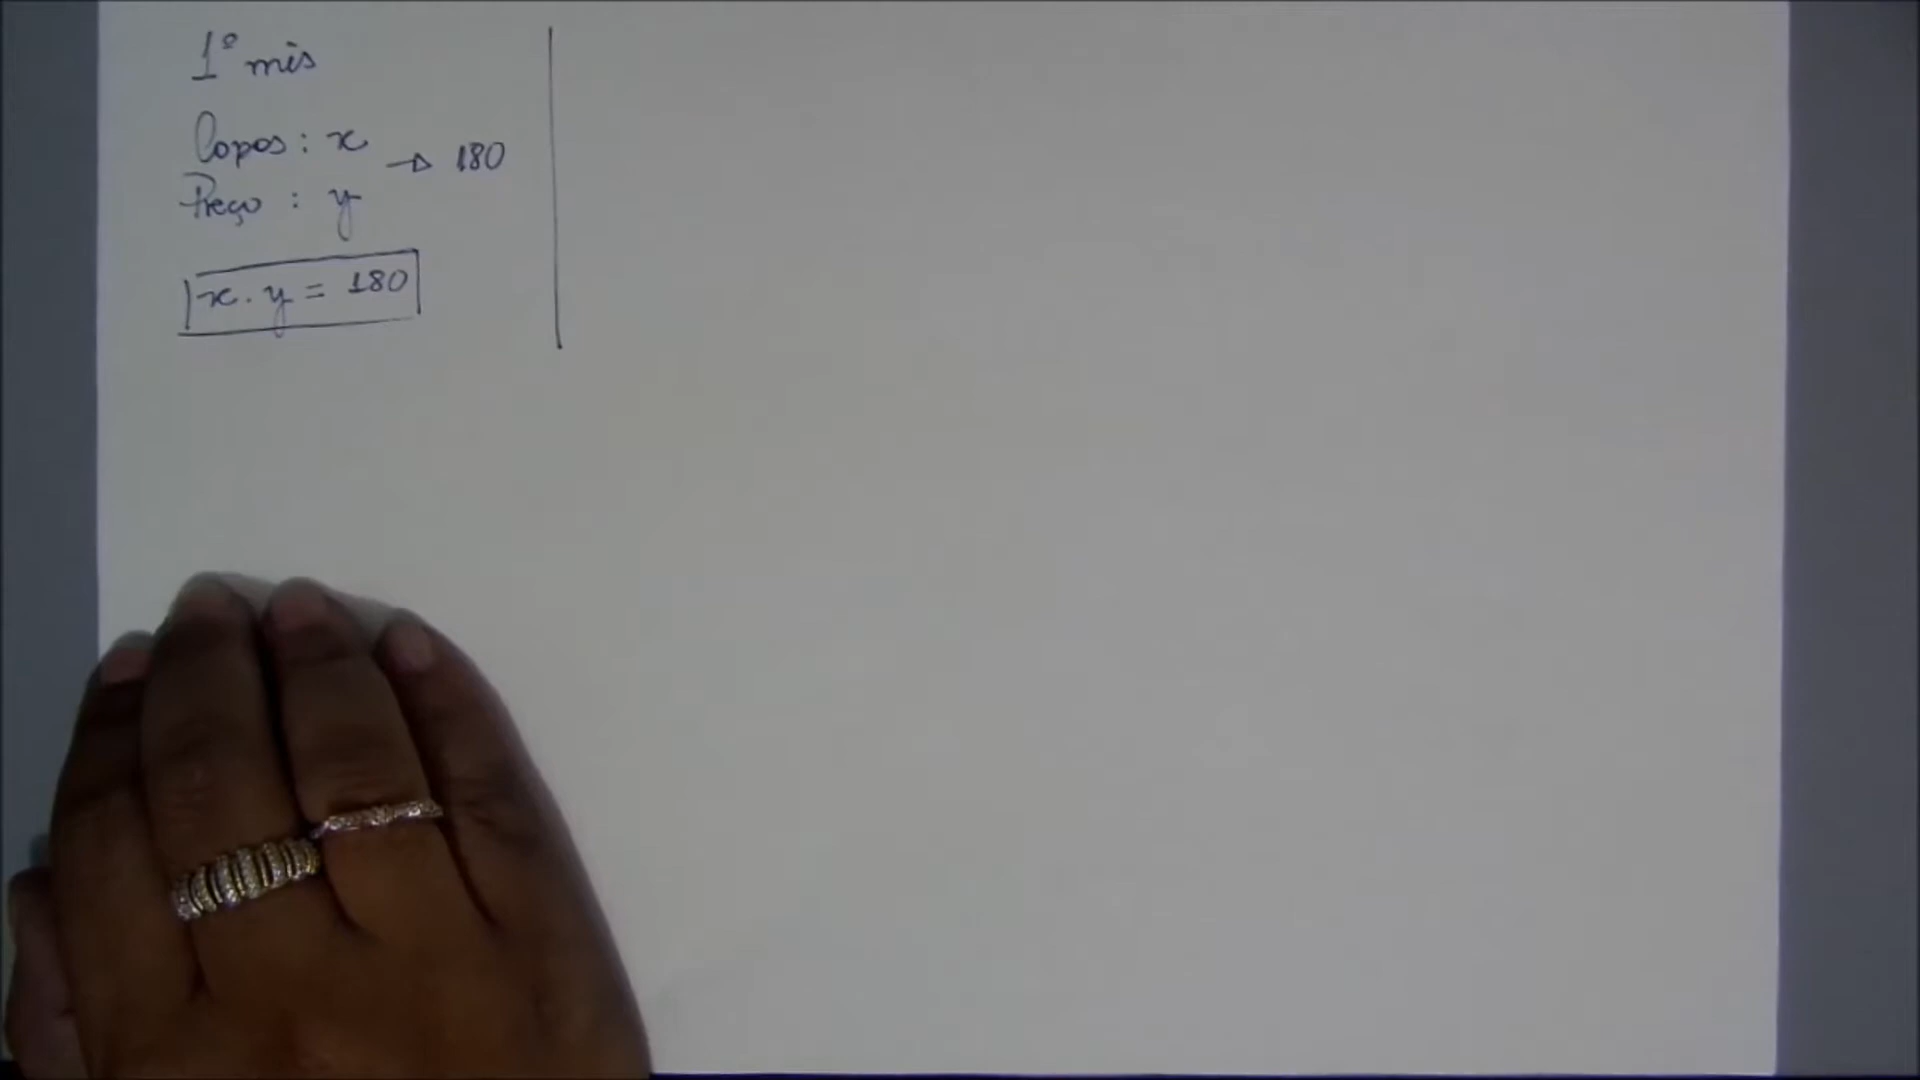 1º mês
Copos: x
→ 180
Preço : y
x . y = 180